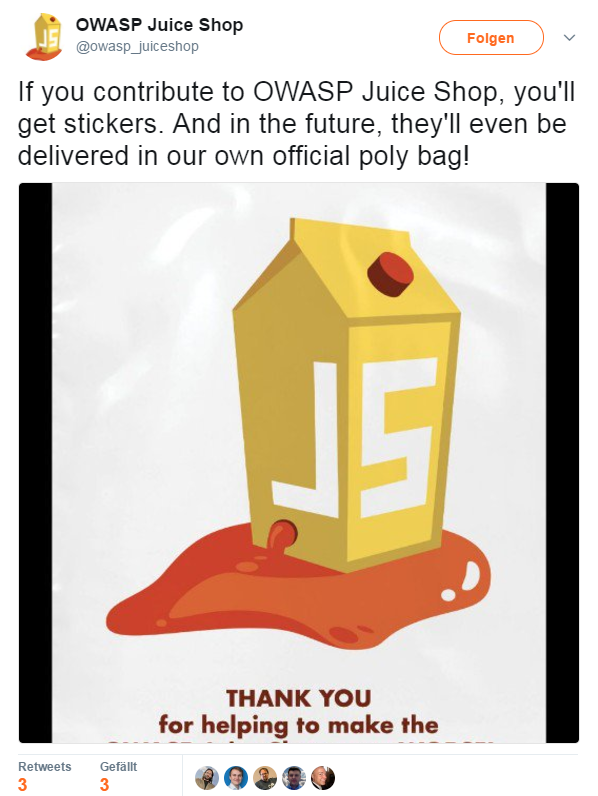 OWASP Juice Shop
@owasp_juiceshop
Folgen
If you contribute to OWASP Juice Shop, you'll
get stickers. And in the future, they'll even be
delivered in our own official poly bag!
JS
THANK YOU
for helping to make the
Retweets
3
Gefällt
3